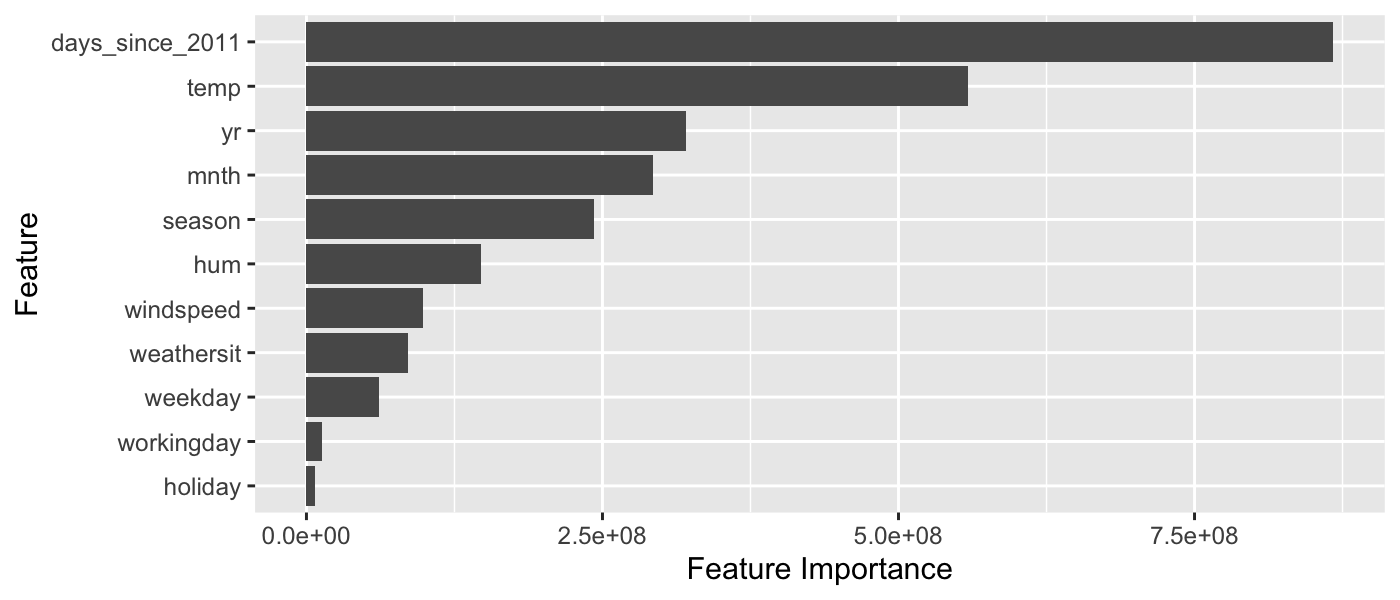 days_since_2011
temp
yr
mnth
season
hum
windspeed
weathersit
weekday
workingday
holiday
Feature
0.0e+00 2.5e+08 5.0e+08 7.5e+08
Feature Importance